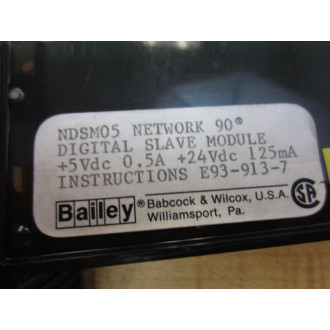 NDSM05 NETWORK 90®
DIGITAL SLAVE MODULE
+5Vdc 0.5A +24Vdc 125mA
INSTRUCTIONS E93-913-7
Bailey® Babcock & Wilcox, U.S.A.
Williamsport, Pa.
SA